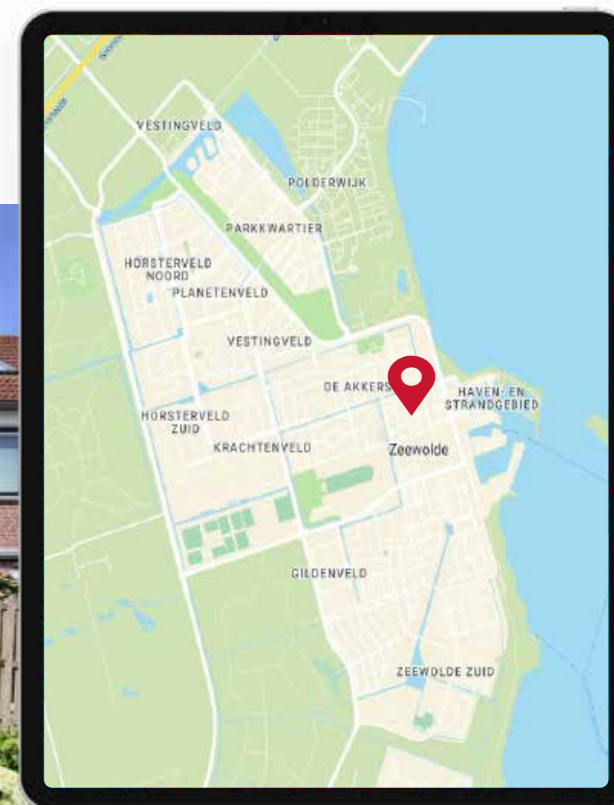 VESTINGVELD
POLDERWIJK
PARKKWARTIER
HORSTERVELD
NOORD
PLANETENVELD
VESTINGVELD
DE AKKERS
HAVEN- EN
STRANDGEBIED
HORSTERVELD
ZUID
KRACHTENVELD
Zeewolde
GILDENVELD
ZEEWOLDE ZUID